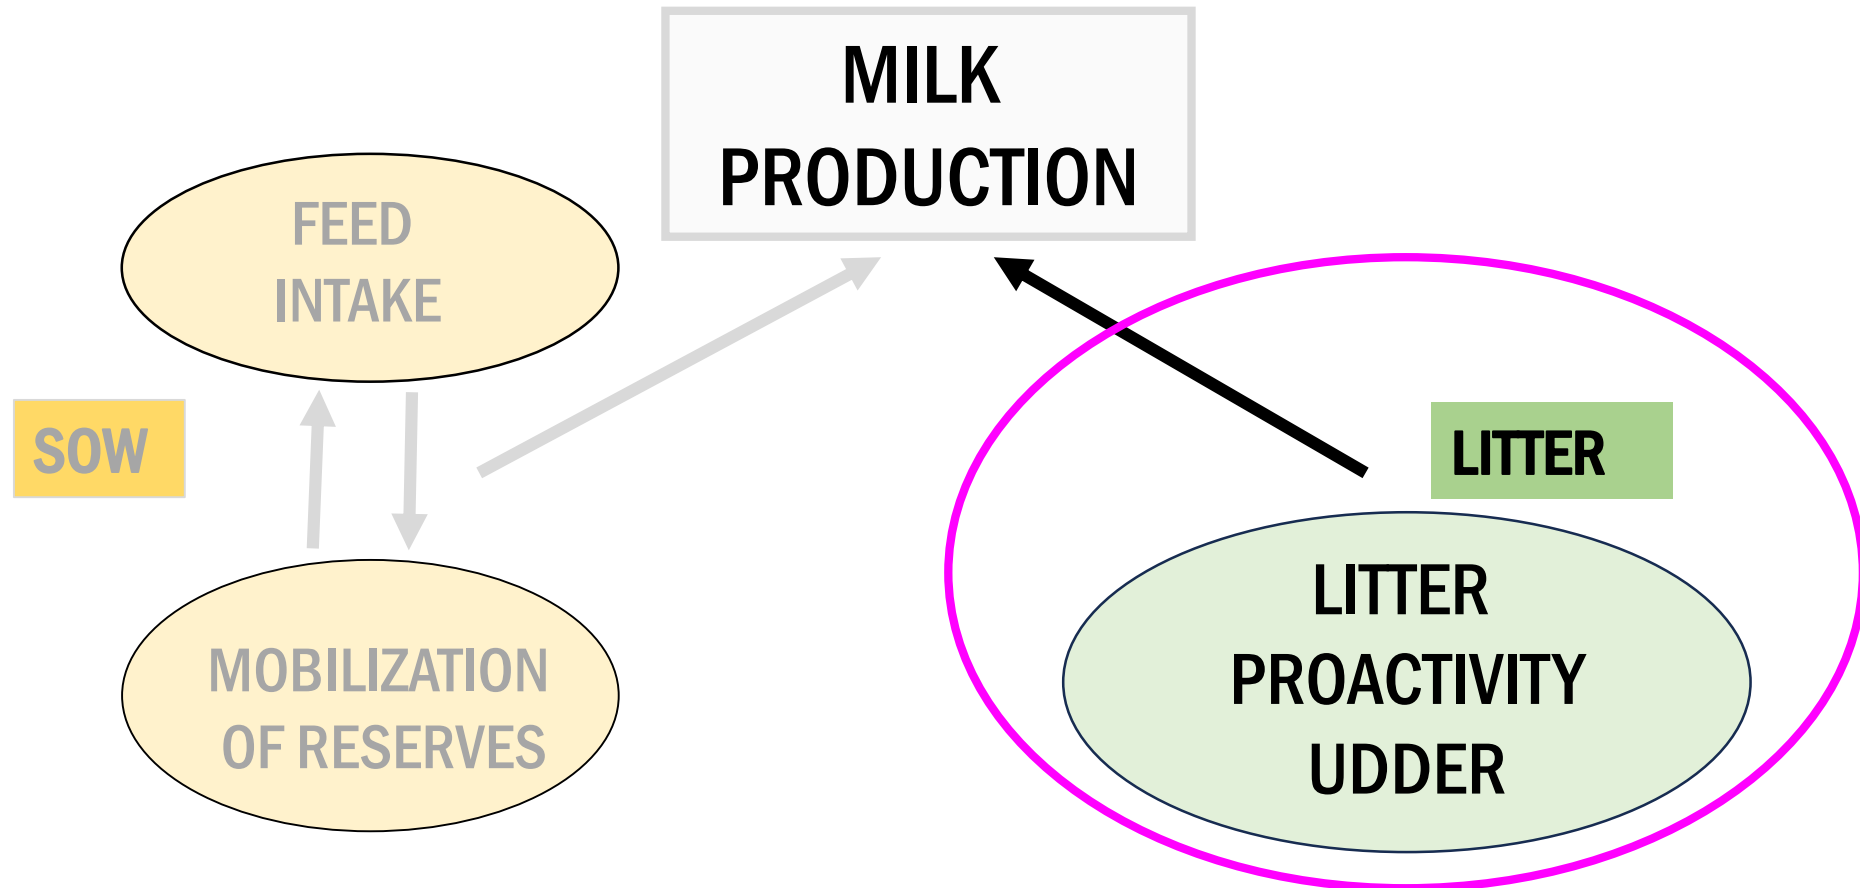 MILK
PRODUCTION
FEED
INTAKE
SOW
MOBILIZATION
OF RESERVES
LITTER
LITTER
PROACTIVITY
UDDER